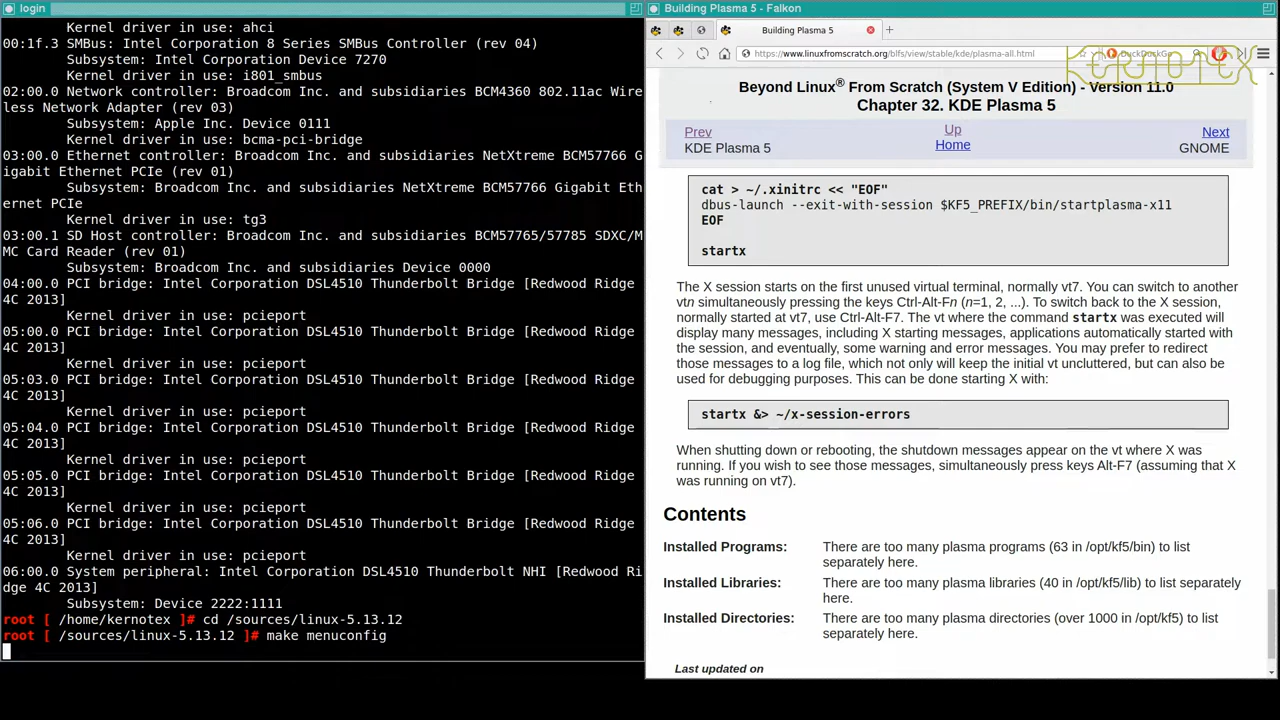 login
Kernel driver in use: ahci
00:1f.3 SMBus: Intel Corporation 8 Series SMBus Controller (rev 04)
Subsystem: Intel Corporation Device 7270
Kernel driver in use: i801_smbus
02:00.0 Network controller: Broadcom Inc. and subsidiaries BCM4360 802.11ac Wire
less Network Adapter (rev 03)
Subsystem: Apple Inc. Device 0111
Kernel driver in use: bcma-pci-bridge
03:00.0 Ethernet controller: Broadcom Inc. and subsidiaries NetXtreme BCM57766 G
igabit Ethernet PCIe (rev 01)
Subsystem: Broadcom Inc. and subsidiaries NetXtreme BCM57766 Gigabit Eth
ernet PCIe
Kernel driver in use: tg3
03:00.1 SD Host controller: Broadcom Inc. and subsidiaries BCM57765/57785 SDXC/M
MC Card Reader (rev 01)
Subsystem: Broadcom Inc. and subsidiaries Device 0000
04:00.0 PCI bridge: Intel Corporation DSL4510 Thunderbolt Bridge [Redwood Ridge
4C 2013]
Kernel driver in use: pcieport
05:00.0 PCI bridge: Intel Corporation DSL4510 Thunderbolt Bridge [Redwood Ridge
4C 2013]
Kernel driver in use: pcieport
05:03.0 PCI bridge: Intel Corporation DSL4510 Thunderbolt Bridge [Redwood Ridge
4C 2013]
Kernel driver in use: pcieport
05:04.0 PCI bridge: Intel Corporation DSL4510 Thunderbolt Bridge [Redwood Ridge
4C 2013]
Kernel driver in use: pcieport
05:05.0 PCI bridge: Intel Corporation DSL4510 Thunderbolt Bridge [Redwood Ridge
4C 2013]
Kernel driver in use: pcieport
05:06.0 PCI bridge: Intel Corporation DSL4510 Thunderbolt Bridge [Redwood Ridge
4C 2013]
Kernel driver in use: pcieport
06:00.0 System peripheral: Intel Corporation DSL4510 Thunderbolt NHI [Redwood Ri
dge 4C 2013]
Subsystem: Device 2222:1111
root [ /home/kernotex ]# cd /sources/linux-5.13.12
root [ /sources/linux-5.13.12 ]# make menuconfig
Building Plasma 5 - Falkon
Building Plasma 5
https://www.linuxfromscratch.org/blfs/view/stable/kde/plasma-all.html
DuckDuckGo
KERNOTEX
Beyond Linux® From Scratch (System V Edition) - Version 11.0
Chapter 32. KDE Plasma 5
Prev Up Next
KDE Plasma 5 Home GNOME
cat > ~/.xinitrc << "EOF"
dbus-launch --exit-with-session $KF5_PREFIX/bin/startplasma-x11
EOF
startx
The X session starts on the first unused virtual terminal, normally vt7. You can switch to another
vtn simultaneously pressing the keys Ctrl-Alt-Fn (n=1, 2, ...). To switch back to the X session,
normally started at vt7, use Ctrl-Alt-F7. The vt where the command startx was executed will
display many messages, including X starting messages, applications automatically started with
the session, and eventually, some warning and error messages. You may prefer to redirect
those messages to a log file, which not only will keep the initial vt uncluttered, but can also be
used for debugging purposes. This can be done starting X with:
startx &> ~/x-session-errors
When shutting down or rebooting, the shutdown messages appear on the vt where X was
running. If you wish to see those messages, simultaneously press keys Alt-F7 (assuming that X
was running on vt7).
Contents
Installed Programs: There are too many plasma programs (63 in /opt/kf5/bin) to list
separately here.
Installed Libraries: There are too many plasma libraries (40 in /opt/kf5/lib) to list separately
here.
Installed Directories: There are too many plasma directories (over 1000 in /opt/kf5) to list
separately here.
Last updated on